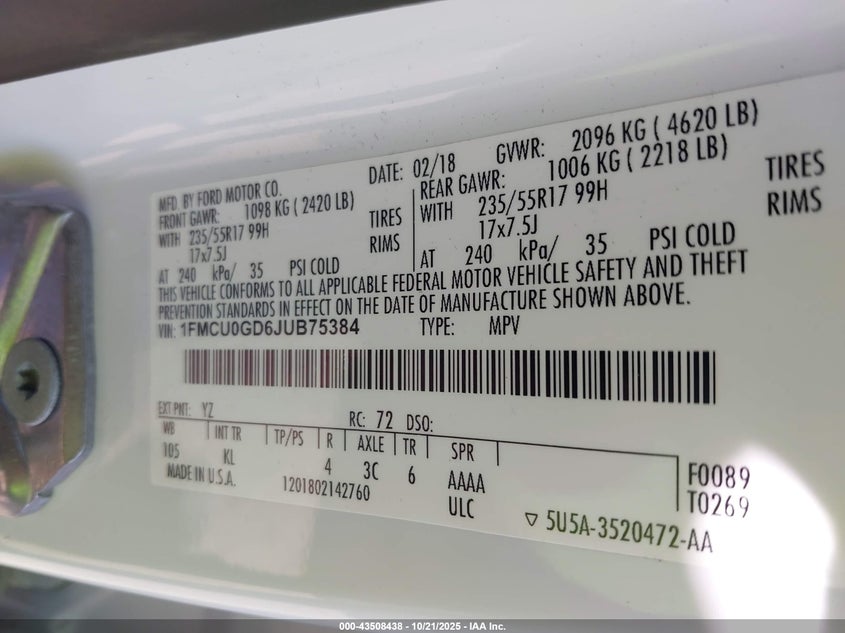 MFD. BY FORD MOTOR CO. DATE: 02/18 GVWR: 2096 KG ( 4620 LB)
FRONT GAWR: 1098 KG ( 2420 LB) REAR GAWR: 1006 KG ( 2218 LB)
WITH 235/55R17 99H TIRES WITH 235/55R17 99H TIRES
17x7.5J RIMS 17x7.5J RIMS
AT 240 kPa/ 35 PSI COLD AT 240 kPa/ 35 PSI COLD
THIS VEHICLE CONFORMS TO ALL APPLICABLE FEDERAL MOTOR VEHICLE SAFETY AND THEFT
PREVENTION STANDARDS IN EFFECT ON THE DATE OF MANUFACTURE SHOWN ABOVE.
VIN: 1FMCU0GD6JUB75384 TYPE: MPV
EXT PNT: YZ RC: 72 DSO:
WB INT TR TP/PS R AXLE TR SPR
105 KL 4 3C 6 AAAA F0089
MADE IN U.S.A. 1201802142760 ULC T0269
▽ 5U5A-3520472-AA
000-43508438 - 10/21/2025 - IAA Inc.